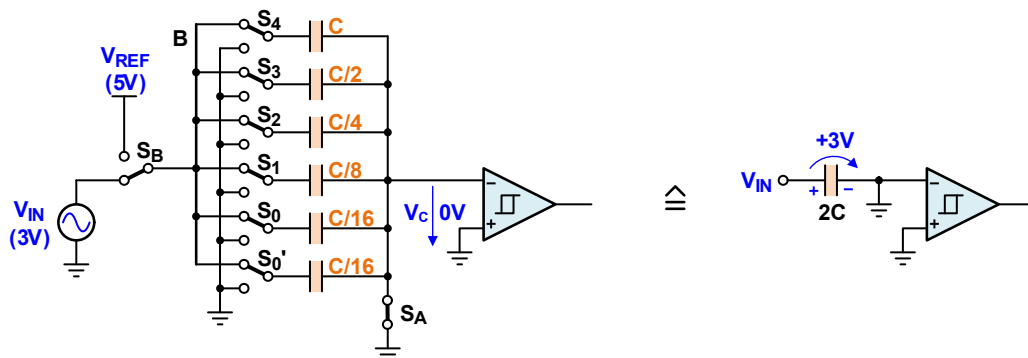 B
S4
C
VREF
(5V)
S3
C/2
S2
C/4
SB
S1
C/8
VIN
(3V)
S0
C/16
S0'
C/16
VC
0V
−
+
SA
≙
+3V
VIN
+
−
2C
−
+